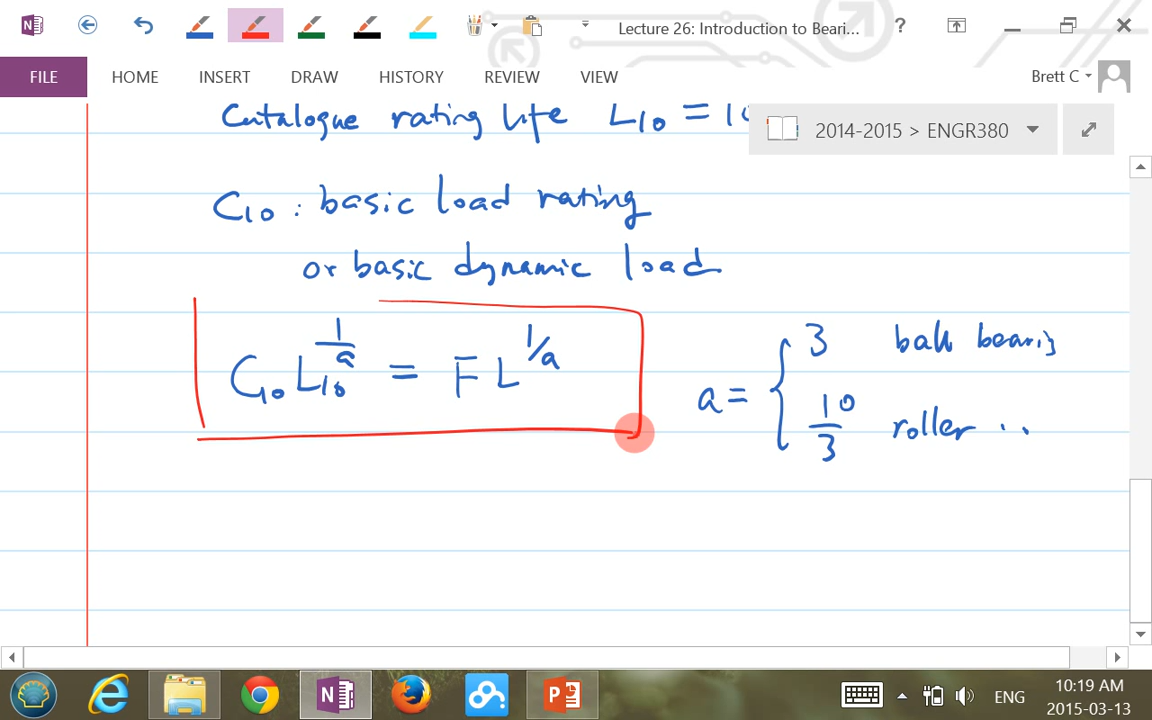 Lecture 26: Introduction to Beari...
?
FILE HOME INSERT DRAW HISTORY REVIEW VIEW
Brett C
2014-2015 > ENGR380
Catalogue rating life L10 = 10
C10 : basic load rating
or basic dynamic load
C10 L10^1/a = F L^1/a
a = { 3 ball bearing
10/3 roller ..
ENG
10:19 AM
2015-03-13